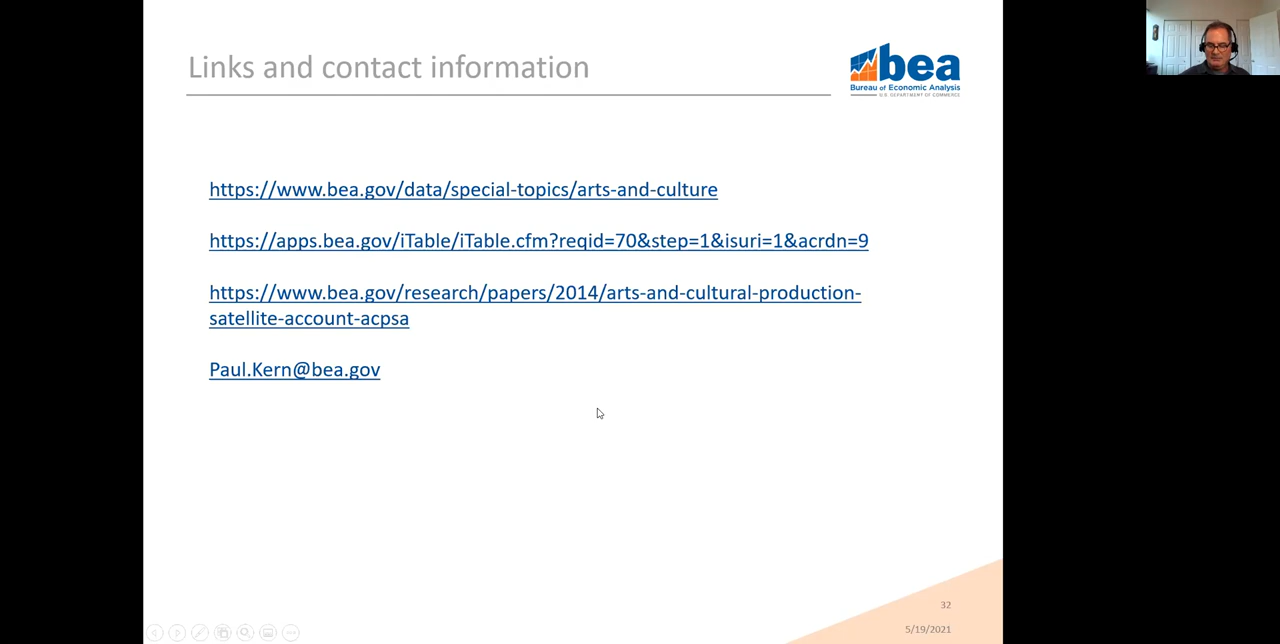 Links and contact information
bea
Bureau of Economic Analysis
U.S. DEPARTMENT OF COMMERCE
https://www.bea.gov/data/special-topics/arts-and-culture
https://apps.bea.gov/iTable/iTable.cfm?reqid=70&step=1&isuri=1&acrdn=9
https://www.bea.gov/research/papers/2014/arts-and-cultural-production-
satellite-account-acpsa
Paul.Kern@bea.gov
32
5/19/2021